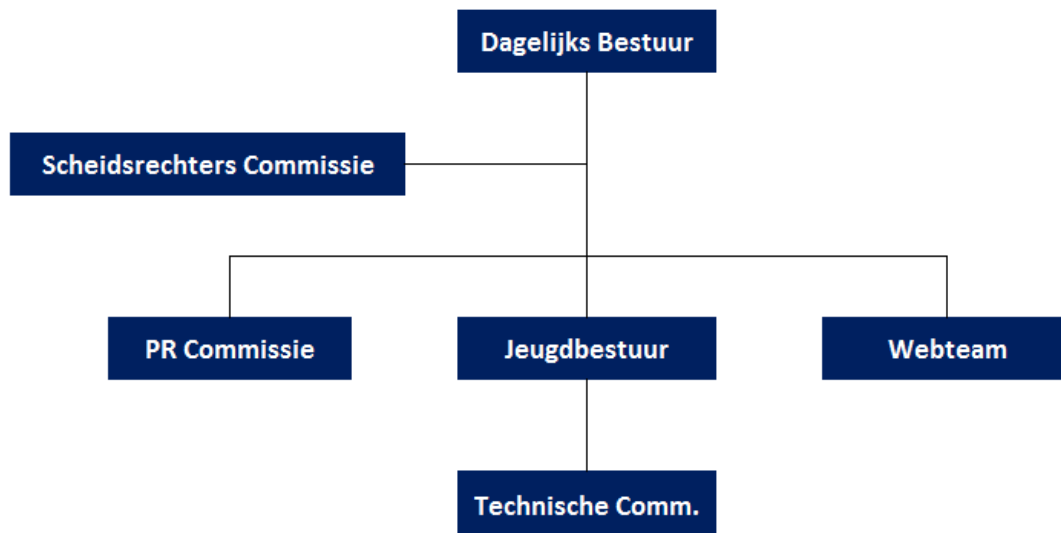 Dagelijks Bestuur
Scheidsrechters Commissie
PR Commissie
Jeugdbestuur
Webteam
Technische Comm.